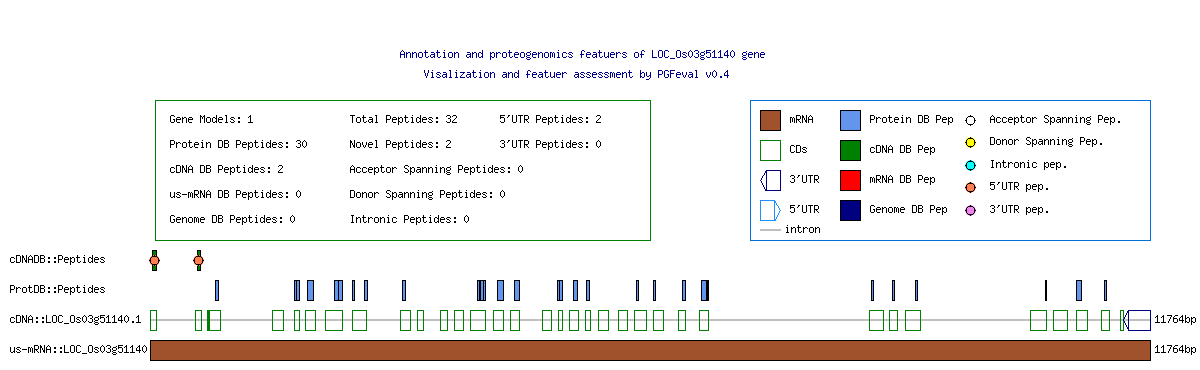 Annotation and proteogenomics featuers of LOC_Os03g51140 gene
Visalization and featuer assessment by PGFeval v0.4
Gene Models: 1 Total Peptides: 32 5'UTR Peptides: 2
Protein DB Peptides: 30 Novel Peptides: 2 3'UTR Peptides: 0
cDNA DB Peptides: 2 Acceptor Spanning Peptides: 0
us-mRNA DB Peptides: 0 Donor Spanning Peptides: 0
Genome DB Peptides: 0 Intronic Peptides: 0
mRNA Protein DB Pep Acceptor Spanning Pep.
CDs cDNA DB Pep Donor Spanning Pep.
3'UTR mRNA DB Pep Intronic pep.
5'UTR Genome DB Pep 5'UTR pep.
intron 3'UTR pep.
cDNADB::Peptides
ProtDB::Peptides
cDNA::LOC_Os03g51140.1 11764bp
us-mRNA::LOC_Os03g51140 11764bp